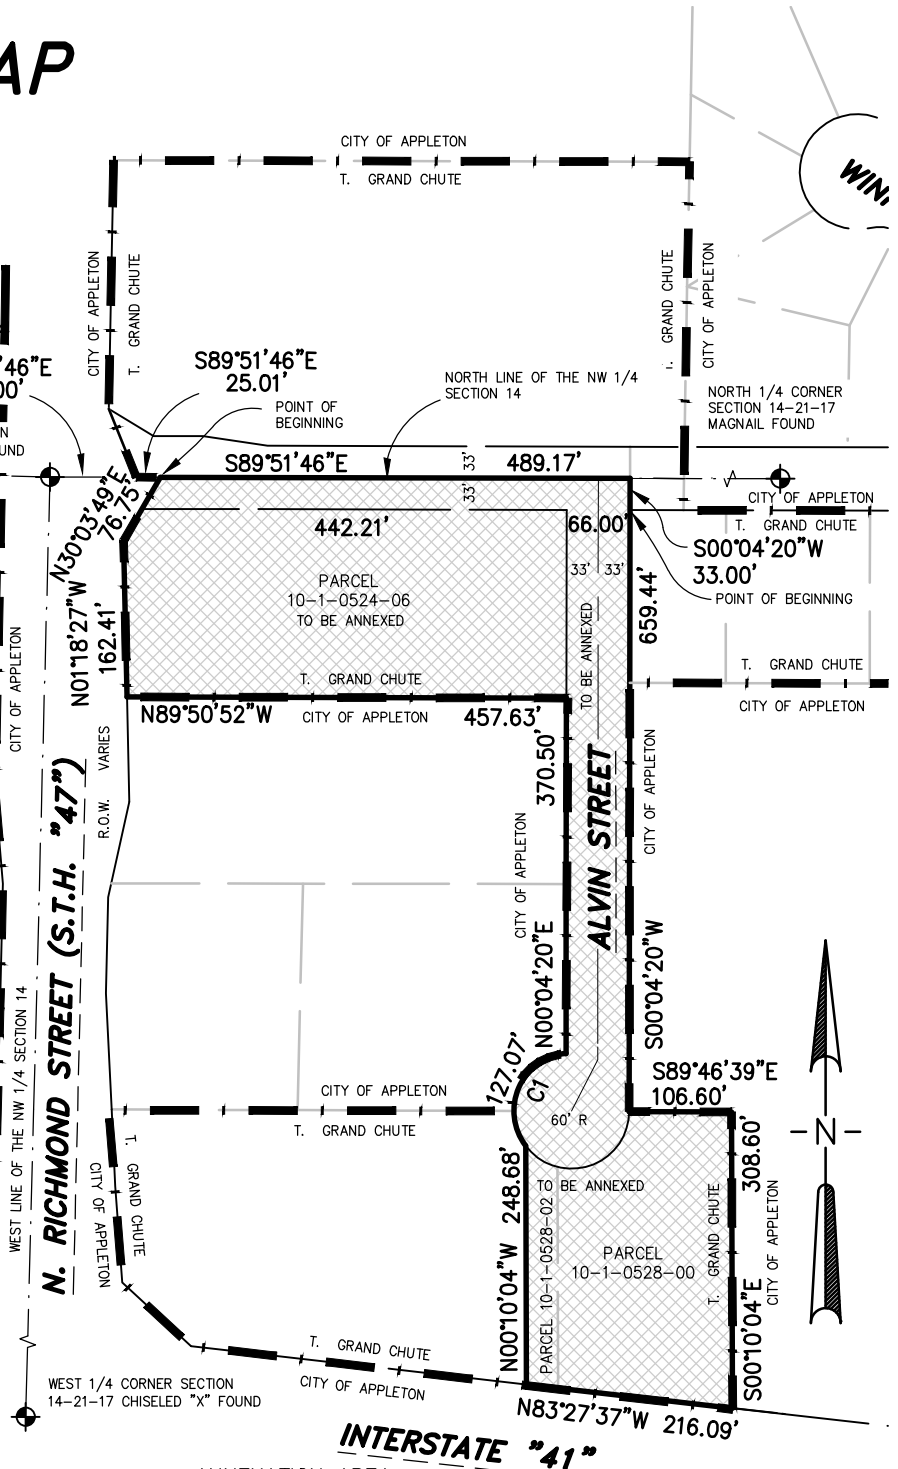 AP
CITY OF APPLETON
T. GRAND CHUTE
CITY OF APPLETON
T. GRAND CHUTE
T. GRAND CHUTE
CITY OF APPLETON
'46"E
00'
S89°51'46"E
25.01'
POINT OF
BEGINNING
NORTH LINE OF THE NW 1/4
SECTION 14
NORTH 1/4 CORNER
SECTION 14-21-17
MAGNAIL FOUND
N
UND
S89°51'46"E
33'
33'
489.17'
CITY OF APPLETON
T. GRAND CHUTE
N30°03'49"E
76.75'
442.21'
66.00'
S00°04'20"W
33.00'
POINT OF BEGINNING
33' 33'
PARCEL
10-1-0524-06
TO BE ANNEXED
TO BE ANNEXED
659.44'
N01°18'27"W
162.41'
CITY OF APPLETON
T. GRAND CHUTE
CITY OF APPLETON
T. GRAND CHUTE
CITY OF APPLETON
N89°50'52"W
457.63'
R.O.W. VARIES
370.50'
N00°04'20"E
CITY OF APPLETON
ALVIN STREET
CITY OF APPLETON
S00°04'20"W
N. RICHMOND STREET (S.T.H. "47")
WEST LINE OF THE NW 1/4 SECTION 14
127.07'
C1
60' R
S89°46'39"E
106.60'
CITY OF APPLETON
T. GRAND CHUTE
N
T. GRAND CHUTE
CITY OF APPLETON
308.60'
S00°10'04"E
248.68'
N00°10'04"W
TO BE ANNEXED
PARCEL 10-1-0528-02
PARCEL
10-1-0528-00
T. GRAND CHUTE
CITY OF APPLETON
T. GRAND CHUTE
CITY OF APPLETON
WEST 1/4 CORNER SECTION
14-21-17 CHISELED "X" FOUND
N83°27'37"W 216.09'
INTERSTATE "41"